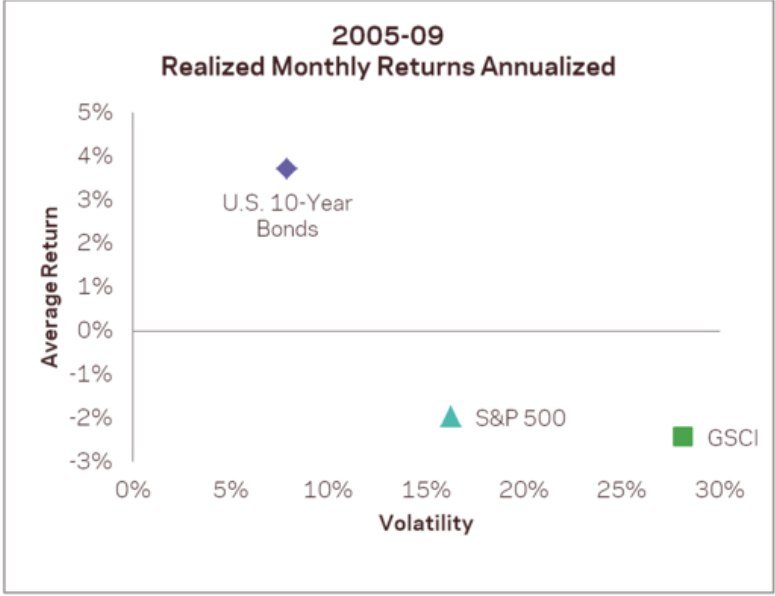 2005-09
Realized Monthly Returns Annualized
5%
4%
3%
2%
1%
0%
-1%
-2%
-3%
Average Return
U.S. 10-Year
Bonds
S&P 500
GSCI
0%
5%
10%
15%
20%
25%
30%
Volatility